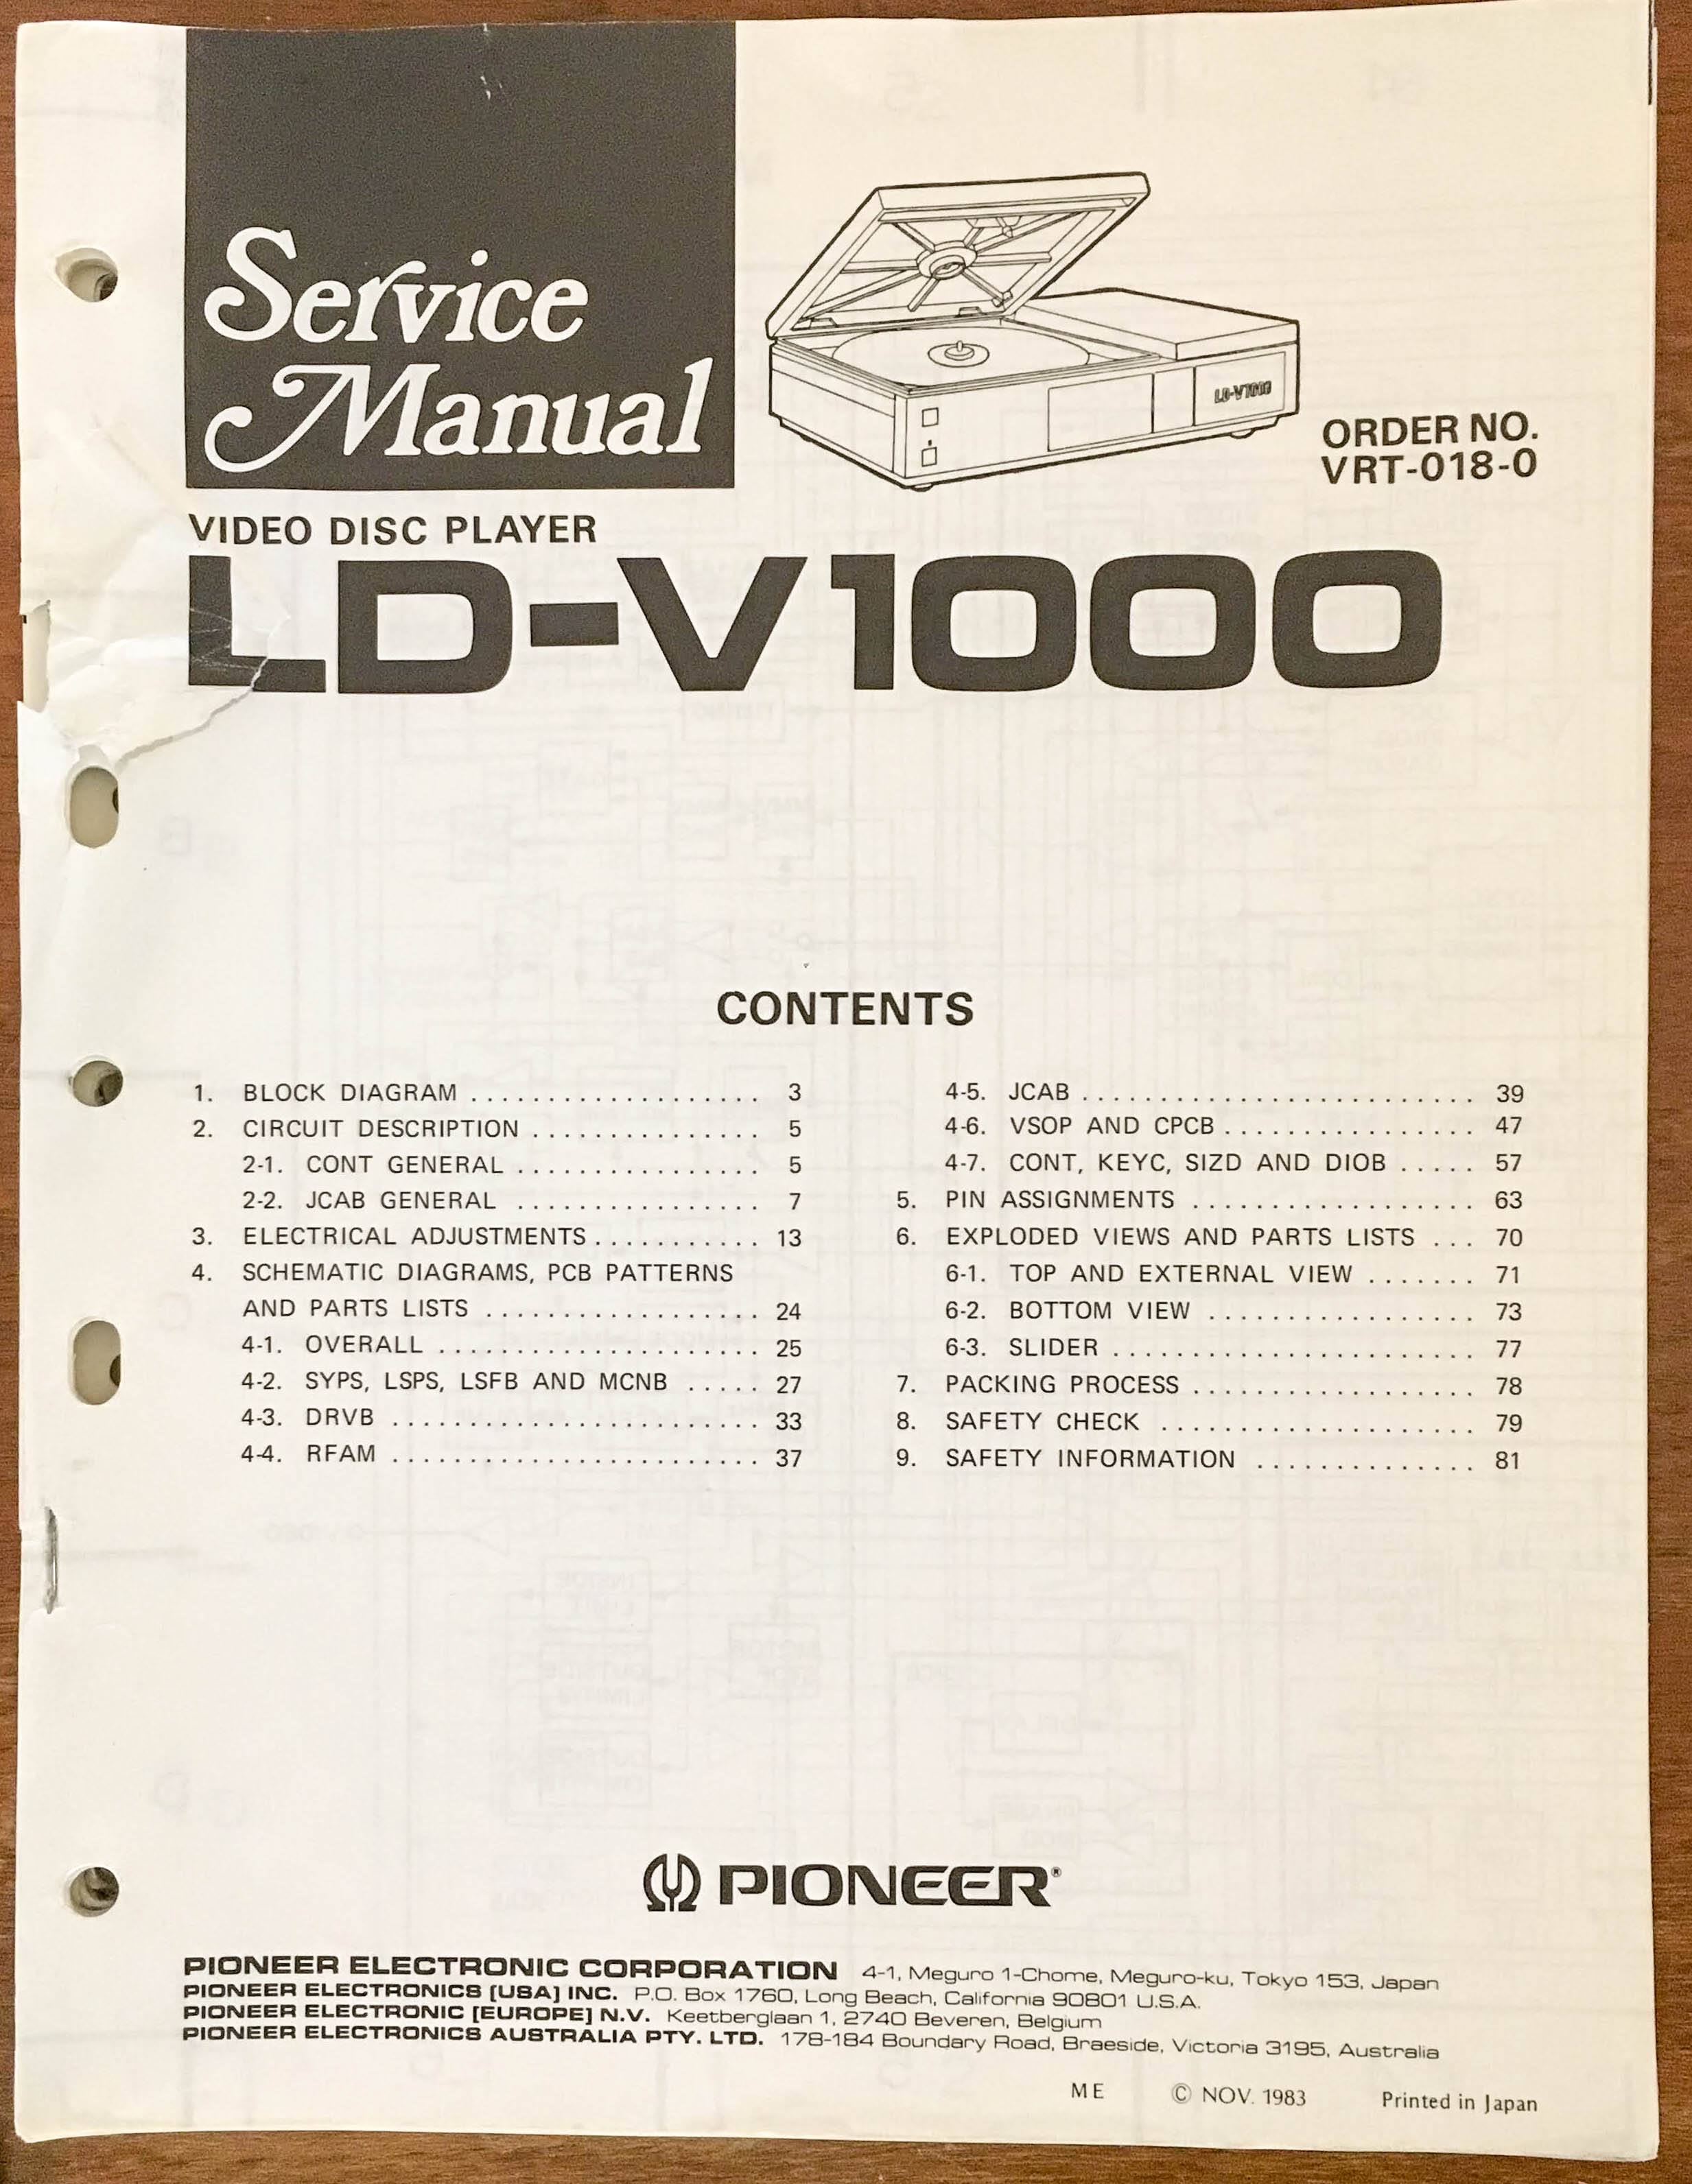 Service
Manual
LD-V1000
ORDER NO.
VRT-018-0
VIDEO DISC PLAYER
LD-V1000
CONTENTS
1. BLOCK DIAGRAM . . . . . . . . . . . . . . . . . . . 3
2. CIRCUIT DESCRIPTION . . . . . . . . . . . . . . . 5
2-1. CONT GENERAL . . . . . . . . . . . . . . . . 5
2-2. JCAB GENERAL . . . . . . . . . . . . . . . . 7
3. ELECTRICAL ADJUSTMENTS . . . . . . . . . . . 13
4. SCHEMATIC DIAGRAMS, PCB PATTERNS
AND PARTS LISTS . . . . . . . . . . . . . . . . . . 24
4-1. OVERALL . . . . . . . . . . . . . . . . . . . . . 25
4-2. SYPS, LSPS, LSFB AND MCNB . . . . . 27
4-3. DRVB . . . . . . . . . . . . . . . . . . . . . . . . 33
4-4. RFAM . . . . . . . . . . . . . . . . . . . . . . . . 37
4-5. JCAB . . . . . . . . . . . . . . . . . . . . . . . . . . 39
4-6. VSOP AND CPCB . . . . . . . . . . . . . . . . . 47
4-7. CONT, KEYC, SIZD AND DIOB . . . . . 57
5. PIN ASSIGNMENTS . . . . . . . . . . . . . . . . . . . 63
6. EXPLODED VIEWS AND PARTS LISTS . . . 70
6-1. TOP AND EXTERNAL VIEW . . . . . . . 71
6-2. BOTTOM VIEW . . . . . . . . . . . . . . . . . . 73
6-3. SLIDER . . . . . . . . . . . . . . . . . . . . . . . . 77
7. PACKING PROCESS . . . . . . . . . . . . . . . . . . . 78
8. SAFETY CHECK . . . . . . . . . . . . . . . . . . . . . 79
9. SAFETY INFORMATION . . . . . . . . . . . . . . . 81
PIONEER®
PIONEER ELECTRONIC CORPORATION 4-1, Meguro 1-Chome, Meguro-ku, Tokyo 153, Japan
PIONEER ELECTRONICS [USA] INC. P.O. Box 1760, Long Beach, California 90801 U.S.A.
PIONEER ELECTRONIC [EUROPE] N.V. Keetberglaan 1, 2740 Beveren, Belgium
PIONEER ELECTRONICS AUSTRALIA PTY. LTD. 178-184 Boundary Road, Braeside, Victoria 3195, Australia
ME © NOV. 1983 Printed in Japan